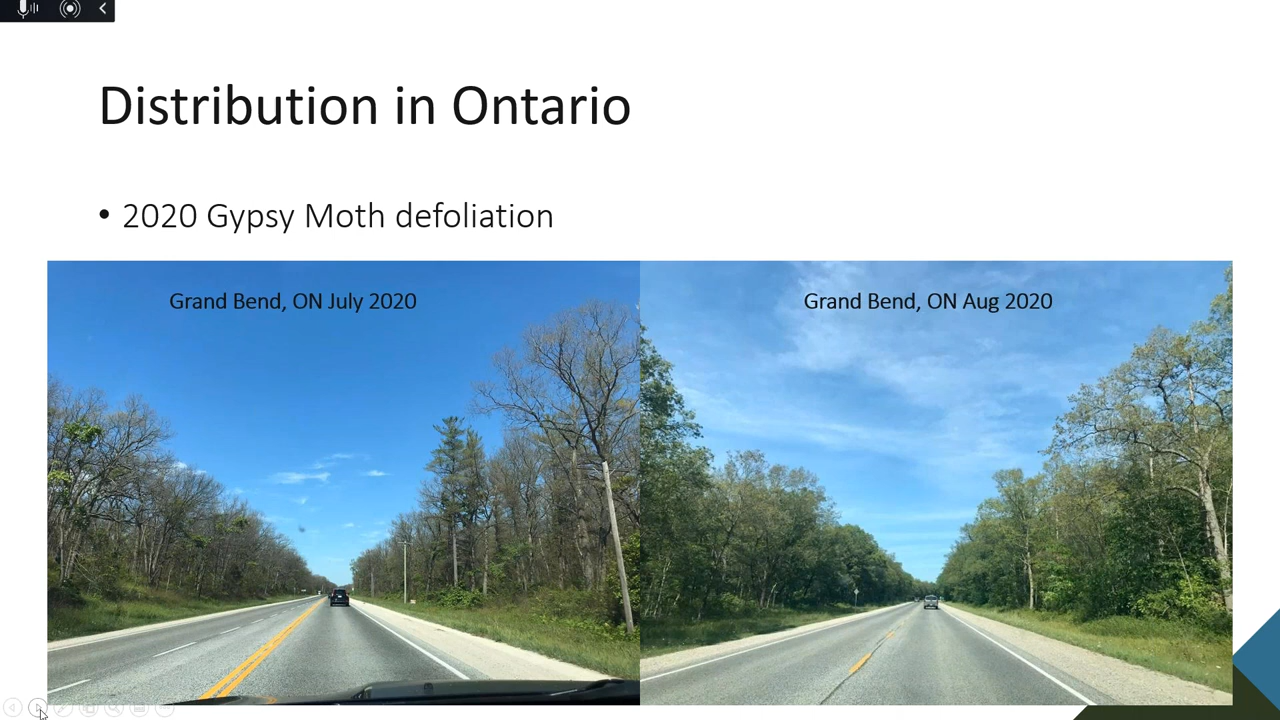 Distribution in Ontario
• 2020 Gypsy Moth defoliation
Grand Bend, ON July 2020
Grand Bend, ON Aug 2020